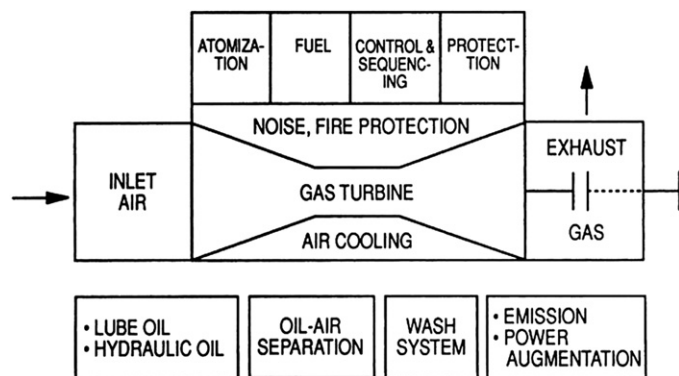 ATOMIZA-
TION
FUEL
CONTROL &
SEQUENC-
ING
PROTECT-
TION
NOISE, FIRE PROTECTION
INLET
AIR
GAS TURBINE
AIR COOLING
EXHAUST
GAS
• LUBE OIL
• HYDRAULIC OIL
OIL-AIR
SEPARATION
WASH
SYSTEM
• EMISSION
• POWER
AUGMENTATION